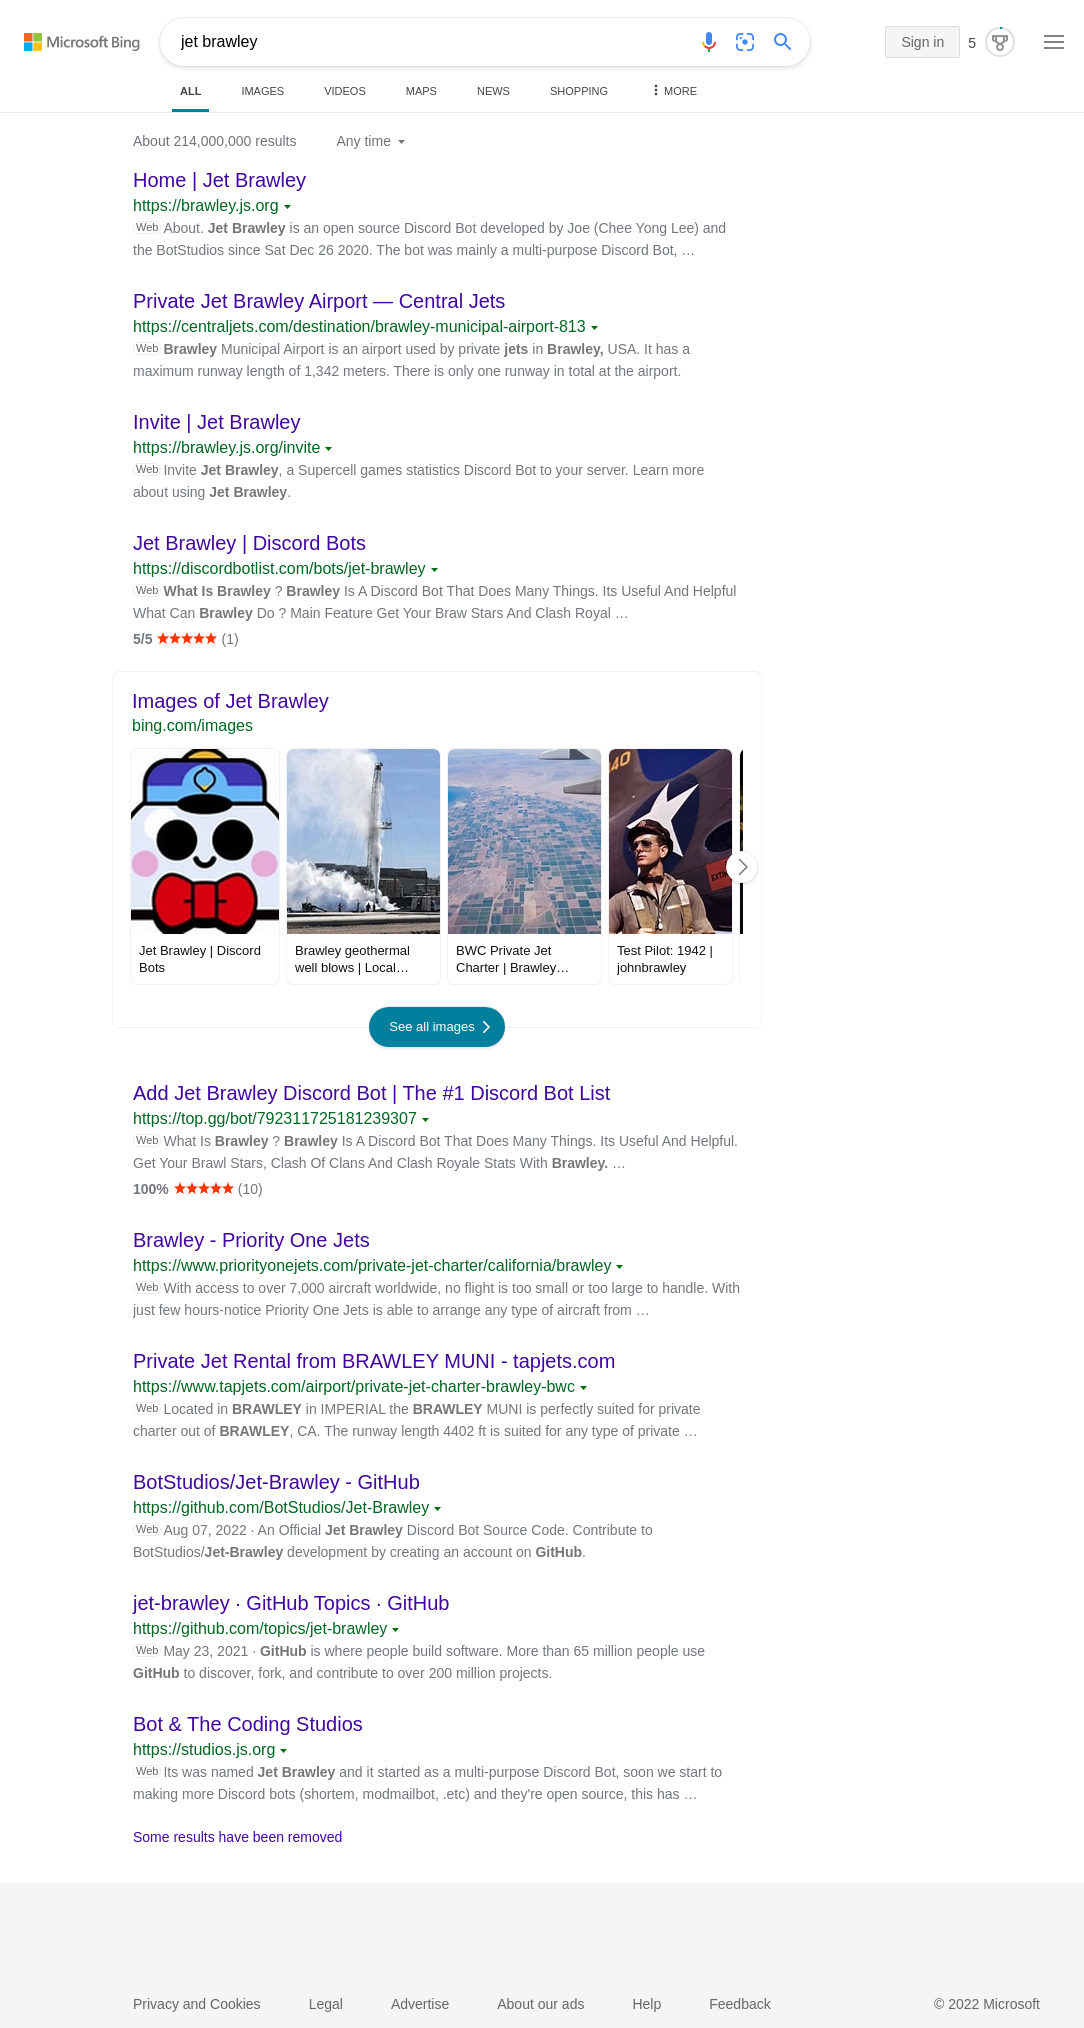 Microsoft Bing
jet brawley
Sign in
5
ALL
IMAGES
VIDEOS
MAPS
NEWS
SHOPPING
MORE
About 214,000,000 results
Any time
Home | Jet Brawley
https://brawley.js.org
Web About. Jet Brawley is an open source Discord Bot developed by Joe (Chee Yong Lee) and
the BotStudios since Sat Dec 26 2020. The bot was mainly a multi-purpose Discord Bot, …
Private Jet Brawley Airport — Central Jets
https://centraljets.com/destination/brawley-municipal-airport-813
Web Brawley Municipal Airport is an airport used by private jets in Brawley, USA. It has a
maximum runway length of 1,342 meters. There is only one runway in total at the airport.
Invite | Jet Brawley
https://brawley.js.org/invite
Web Invite Jet Brawley, a Supercell games statistics Discord Bot to your server. Learn more
about using Jet Brawley.
Jet Brawley | Discord Bots
https://discordbotlist.com/bots/jet-brawley
Web What Is Brawley ? Brawley Is A Discord Bot That Does Many Things. Its Useful And Helpful
What Can Brawley Do ? Main Feature Get Your Braw Stars And Clash Royal …
5/5 ★★★★★ (1)
Images of Jet Brawley
bing.com/images
40
EXTIN
Jet Brawley | Discord
Bots
Brawley geothermal
well blows | Local…
BWC Private Jet
Charter | Brawley…
Test Pilot: 1942 |
johnbrawley
See all images
Add Jet Brawley Discord Bot | The #1 Discord Bot List
https://top.gg/bot/792311725181239307
Web What Is Brawley ? Brawley Is A Discord Bot That Does Many Things. Its Useful And Helpful.
Get Your Brawl Stars, Clash Of Clans And Clash Royale Stats With Brawley. …
100% ★★★★★ (10)
Brawley - Priority One Jets
https://www.priorityonejets.com/private-jet-charter/california/brawley
Web With access to over 7,000 aircraft worldwide, no flight is too small or too large to handle. With
just few hours-notice Priority One Jets is able to arrange any type of aircraft from …
Private Jet Rental from BRAWLEY MUNI - tapjets.com
https://www.tapjets.com/airport/private-jet-charter-brawley-bwc
Web Located in BRAWLEY in IMPERIAL the BRAWLEY MUNI is perfectly suited for private
charter out of BRAWLEY, CA. The runway length 4402 ft is suited for any type of private …
BotStudios/Jet-Brawley - GitHub
https://github.com/BotStudios/Jet-Brawley
Web Aug 07, 2022 · An Official Jet Brawley Discord Bot Source Code. Contribute to
BotStudios/Jet-Brawley development by creating an account on GitHub.
jet-brawley · GitHub Topics · GitHub
https://github.com/topics/jet-brawley
Web May 23, 2021 · GitHub is where people build software. More than 65 million people use
GitHub to discover, fork, and contribute to over 200 million projects.
Bot & The Coding Studios
https://studios.js.org
Web Its was named Jet Brawley and it started as a multi-purpose Discord Bot, soon we start to
making more Discord bots (shortem, modmailbot, .etc) and they're open source, this has …
Some results have been removed
Privacy and Cookies
Legal
Advertise
About our ads
Help
Feedback
© 2022 Microsoft